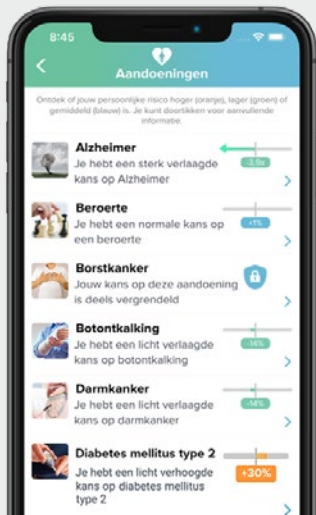 8:45
Aandoeningen
Ontdek of jouw persoonlijke risico hoger (oranje), lager (groen) of
gemiddeld (blauw) is. Je kunt doortikken voor aanvullende
informatie.
Alzheimer
Je hebt een sterk verlaagde
kans op Alzheimer
-3,9x
Beroerte
Je hebt een normale kans op
een beroerte
+1%
Borstkanker
Jouw kans op deze aandoening
is deels vergrendeld
Botontkalking
Je hebt een licht verlaagde
kans op botontkalking
-14%
Darmkanker
Je hebt een licht verlaagde
kans op darmkanker
-14%
Diabetes mellitus type 2
Je hebt een licht verhoogde
kans op diabetes mellitus
type 2
+30%